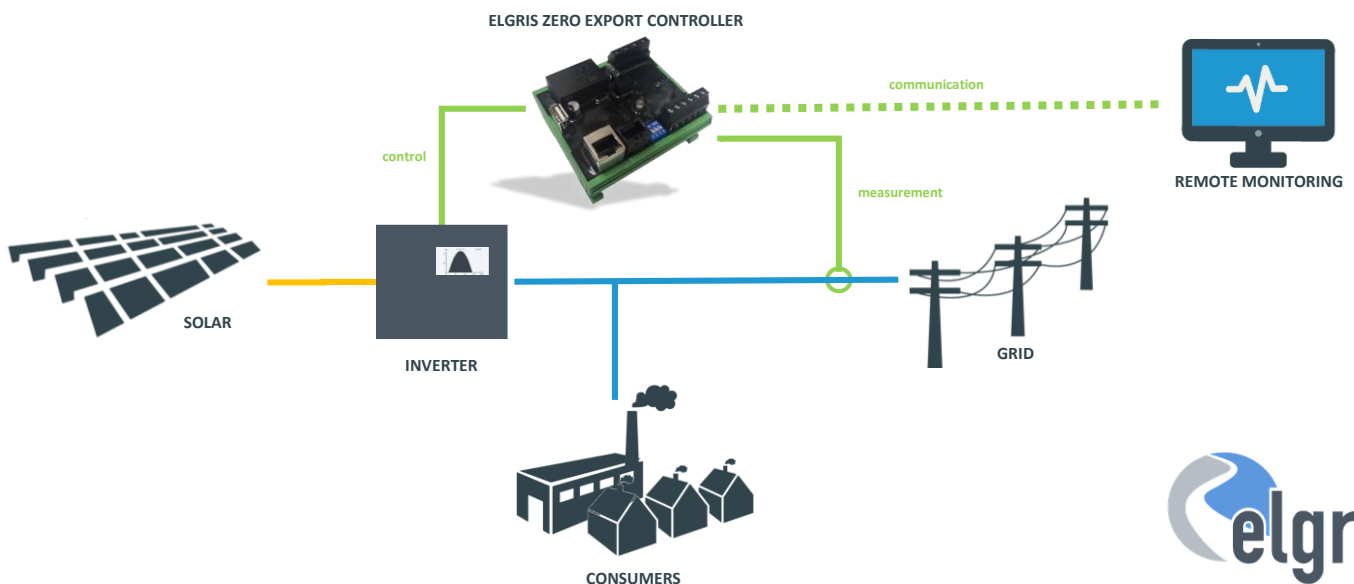 ELGRIS ZERO EXPORT CONTROLLER
communication
control
measurement
REMOTE MONITORING
SOLAR
INVERTER
GRID
CONSUMERS
elgr